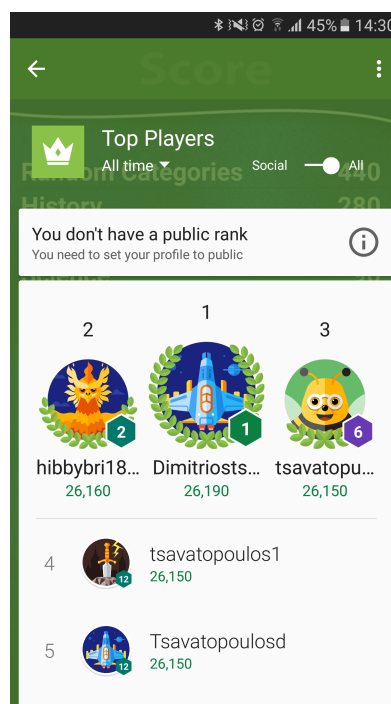 45% 14:30
Score
Top Players
All time
Social
All
Random Categories 440
History 280
You don't have a public rank
You need to set your profile to public
1
2
3
2
1
6
hibbybri18...
Dimitriosts...
tsavatopu...
26,160
26,190
26,150
4
12
tsavatopoulos1
26,150
5
12
Tsavatopoulosd
26,150